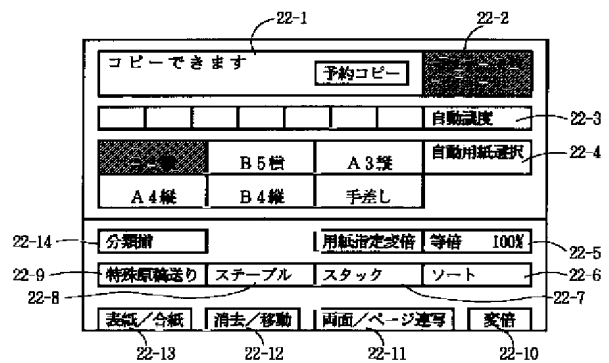 22-1 22-2
コピーできます 予約コピー
自動濃度 22-3
自動用紙選択 22-4
B5横 A3縦
A4縦 B4縦 手差し
22-14 分類前 用紙指定変倍 等倍 100% 22-5
22-9 特殊原稿送り ステープル スタック ソート 22-6
22-8 22-7
表紙/合紙 消去/移動 両面/ページ連写 変倍
22-13 22-12 22-11 22-10